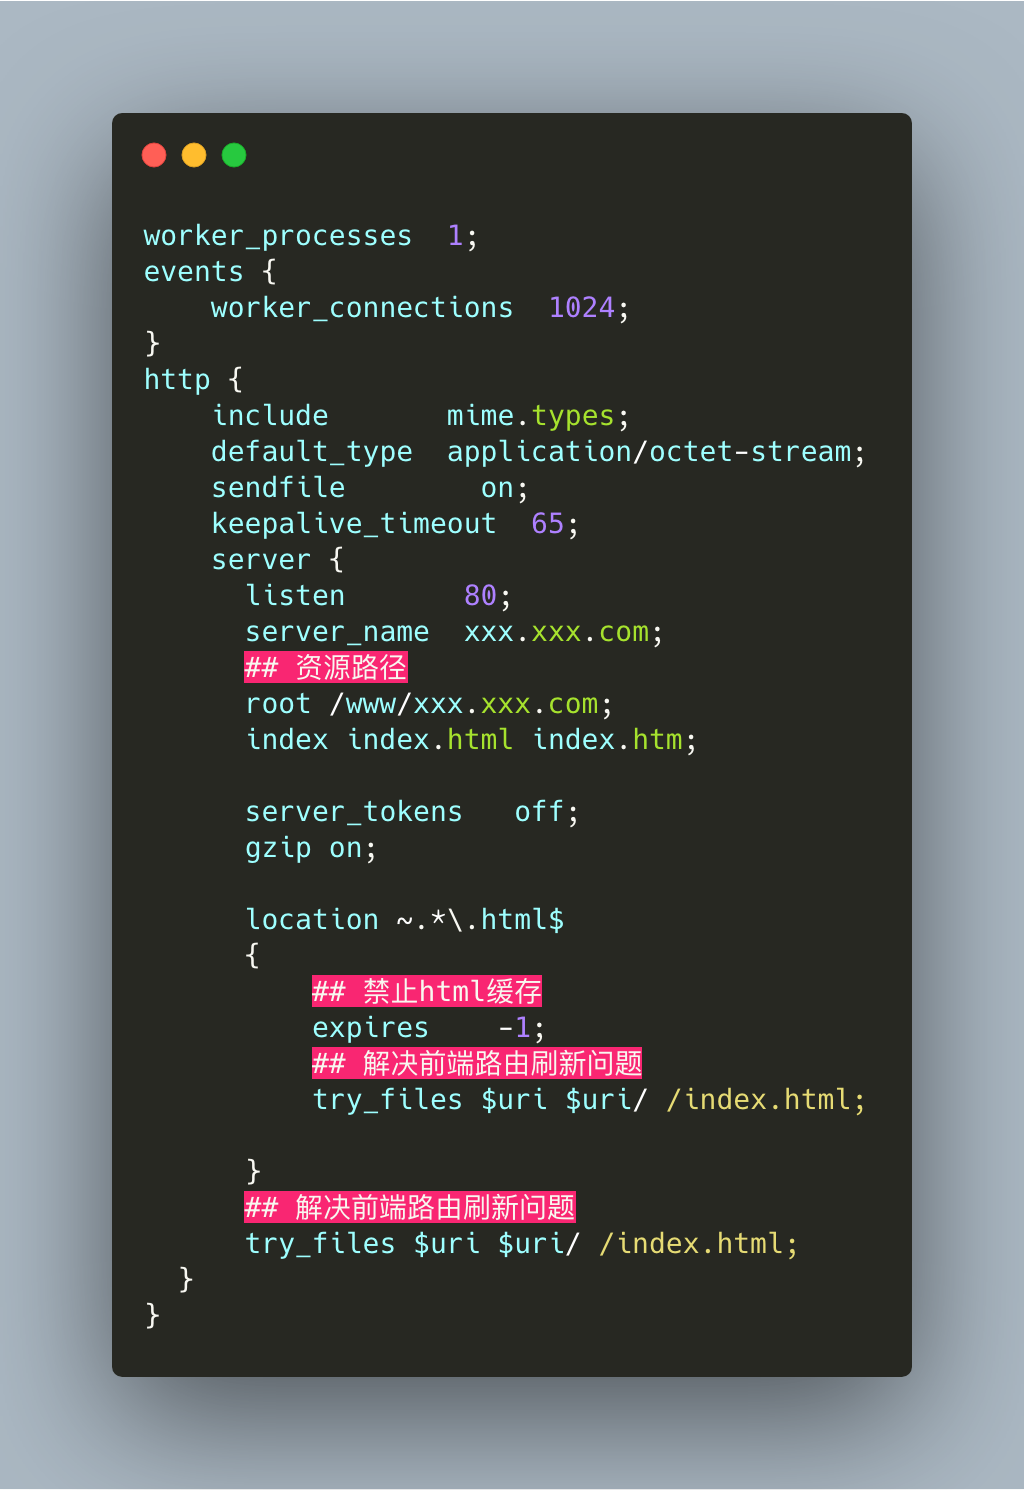 worker_processes  1;
events {
    worker_connections  1024;
}
http {
    include       mime.types;
    default_type  application/octet-stream;
    sendfile        on;
    keepalive_timeout  65;
    server {
      listen       80;
      server_name  xxx.xxx.com;
      ## 资源路径
      root /www/xxx.xxx.com;
      index index.html index.htm;

      server_tokens   off;
      gzip on;

      location ~.*\.html$
      {
          ## 禁止html缓存
          expires    -1;
          ## 解决前端路由刷新问题
          try_files $uri $uri/ /index.html;

      }
      ## 解决前端路由刷新问题
      try_files $uri $uri/ /index.html;
  }
}